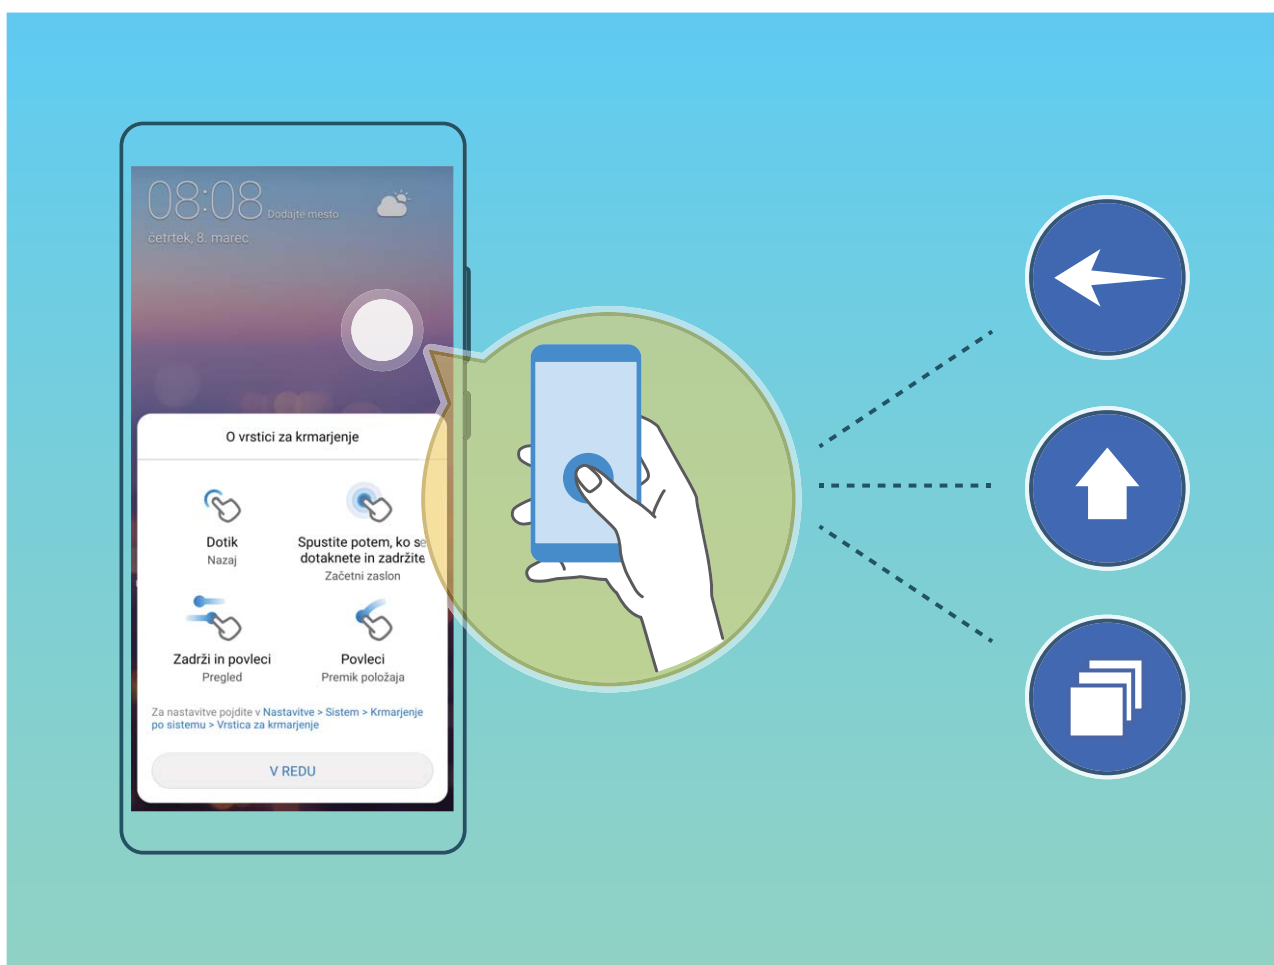 08:08 Dodajte mesto
četrtek, 8. marec
O vrstici za krmarjenje
Dotik
Nazaj
Spustite potem, ko se
dotaknete in zadržite
Začetni zaslon
Zadrži in povleci
Pregled
Povleci
Premik položaja
Za nastavitve pojdite v Nastavitve > Sistem > Krmarjenje
po sistemu > Vrstica za krmarjenje
V REDU